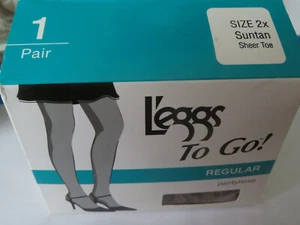 1
Pair
SIZE 2x
Suntan
Sheer Toe
L'eggs
To Go!
REGULAR
pantyhose